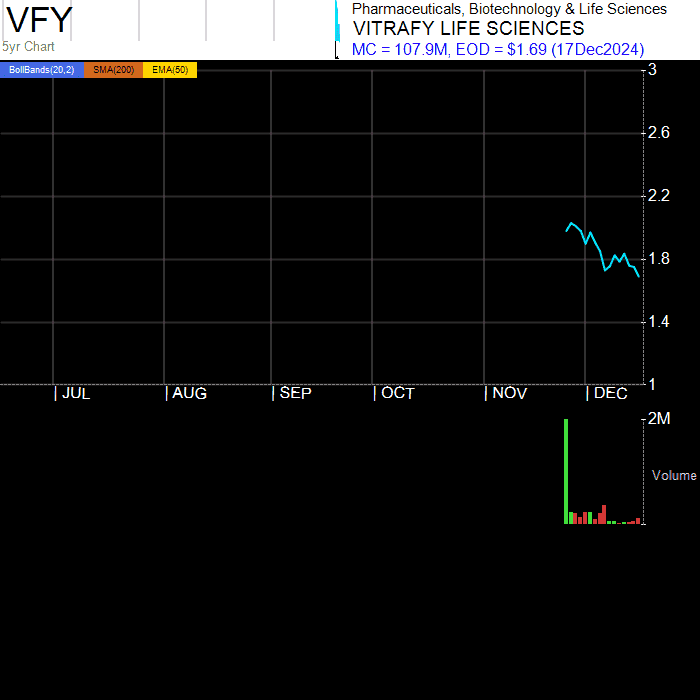 VFY
5yr Chart
Pharmaceuticals, Biotechnology & Life Sciences
VITRAFY LIFE SCIENCES
MC = 107.9M, EOD = $1.69 (17Dec2024)
BollBands(20,2) SMA(200) EMA(50)
3
2.6
2.2
1.8
1.4
1
| JUL | AUG | SEP | OCT | NOV | DEC
2M
Volume